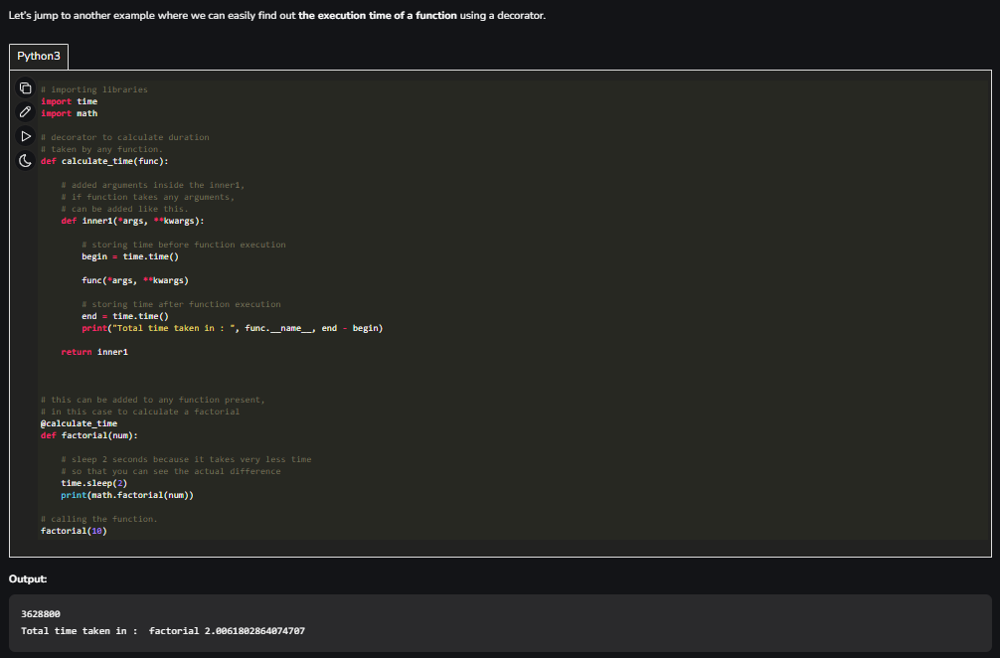 Let's jump to another example where we can easily find out the execution time of a function using a decorator.
Python3
# importing libraries
import time
import math
# decorator to calculate duration
# taken by any function.
def calculate_time(func):
# added arguments inside the inner1,
# if function takes any arguments,
# can be added like this.
def inner1(*args, **kwargs):
# storing time before function execution
begin = time.time()
func(*args, **kwargs)
# storing time after function execution
end = time.time()
print("Total time taken in : ", func.__name__, end - begin)
return inner1
# this can be added to any function present,
# in this case to calculate a factorial
@calculate_time
def factorial(num):
# sleep 2 seconds because it takes very less time
# so that you can see the actual difference
time.sleep(2)
print(math.factorial(num))
# calling the function.
factorial(10)
Output:
3628800
Total time taken in :  factorial 2.0061802864074707